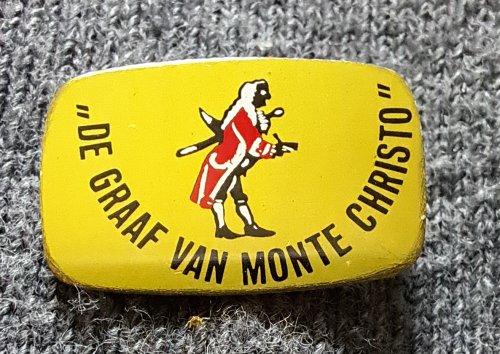 "DE GRAAF VAN MONTE CHRISTO"